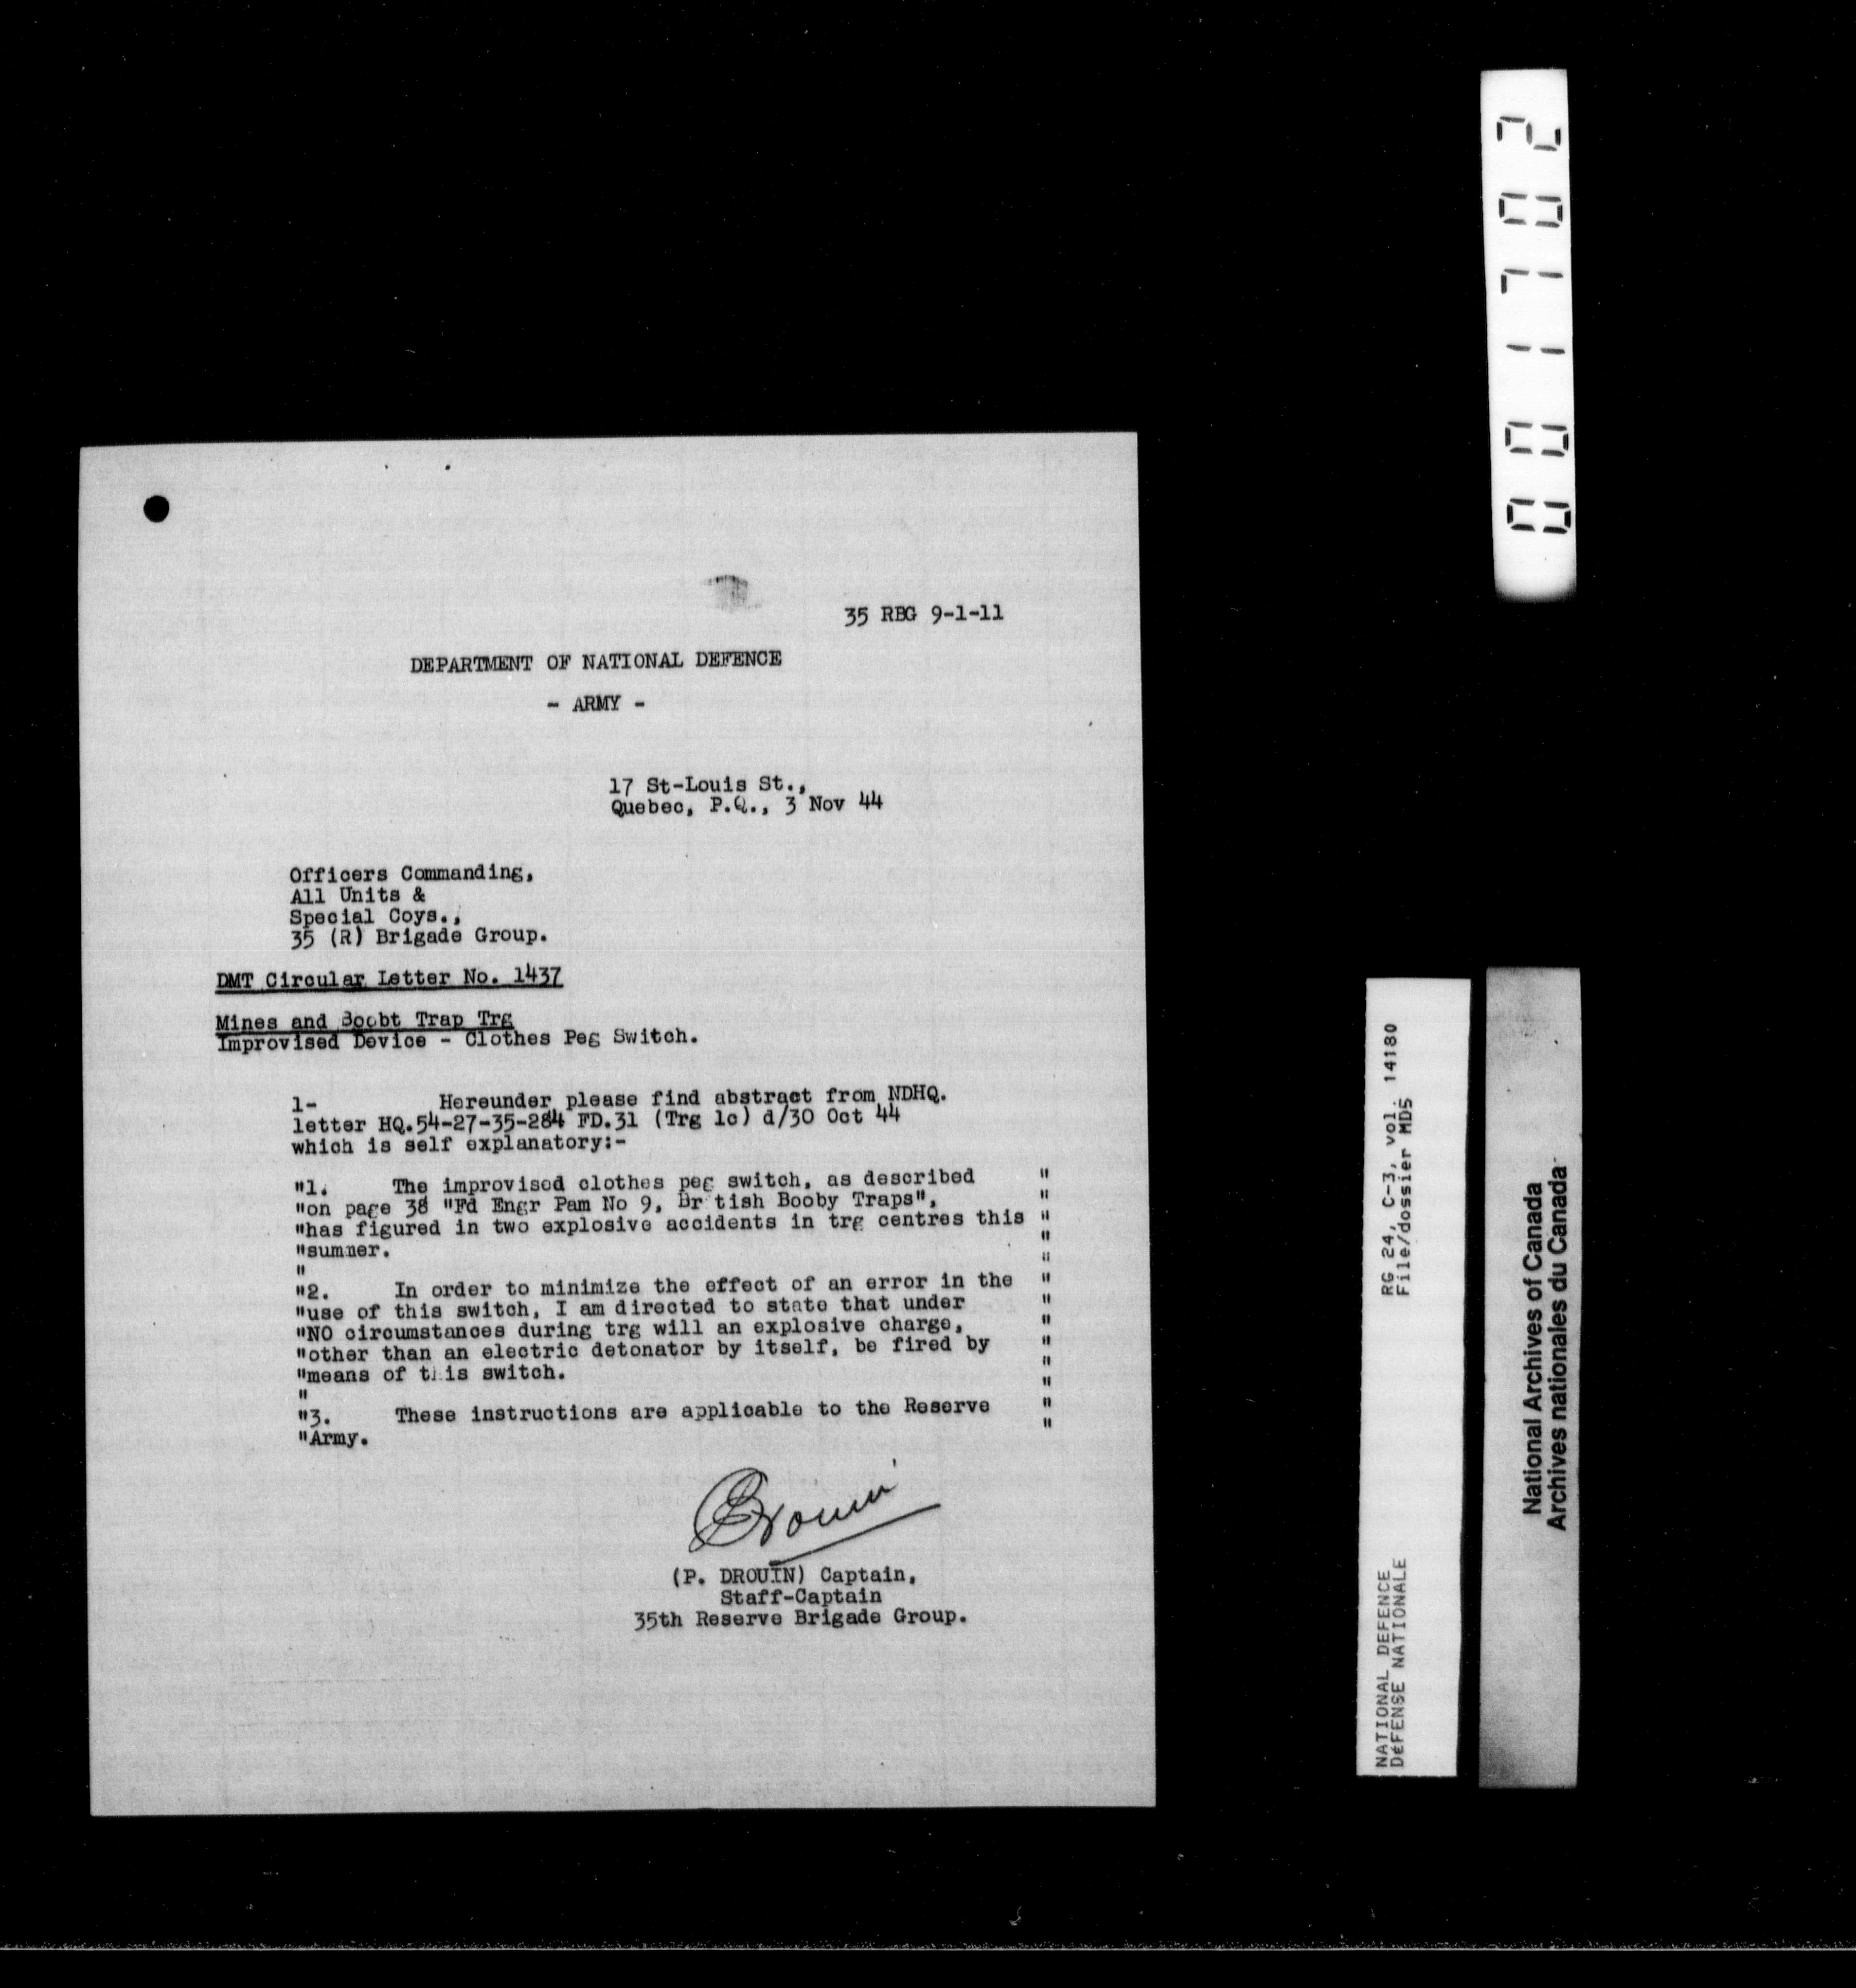 35 RBG 9-1-11
DEPARTMENT OF NATIONAL DEFENCE
- ARMY -
17 St-Louis St.,
Quebec, P.Q., 3 Nov 44
Officers Commanding,
All Units &
Special Coys.,
35 (R) Brigade Group.
DMT Circular Letter No. 1437
Mines and Boobt Trap Trg
Improvised Device - Clothes Peg Switch.
1- Hereunder please find abstract from NDHQ.
letter HQ.54-27-35-284 FD.31 (Trg 1c) d/30 Oct 44
which is self explanatory:-
"1. The improvised clothes peg switch, as described "
"on page 38 "Fd Engr Pam No 9, Br tish Booby Traps", "
"has figured in two explosive accidents in trg centres this "
"summer. "
" "
"2. In order to minimize the effect of an error in the "
"use of this switch, I am directed to state that under "
"NO circumstances during trg will an explosive charge, "
"other than an electric detonator by itself, be fired by "
"means of this switch. "
" "
"3. These instructions are applicable to the Reserve "
"Army. "
Drouin
(P. DROUIN) Captain,
Staff-Captain
35th Reserve Brigade Group.
001702
NATIONAL DEFENCE RG 24, C-3, vol. 14180
DéFENSE NATIONALE File/dossier MD5
National Archives of Canada
Archives nationales du Canada